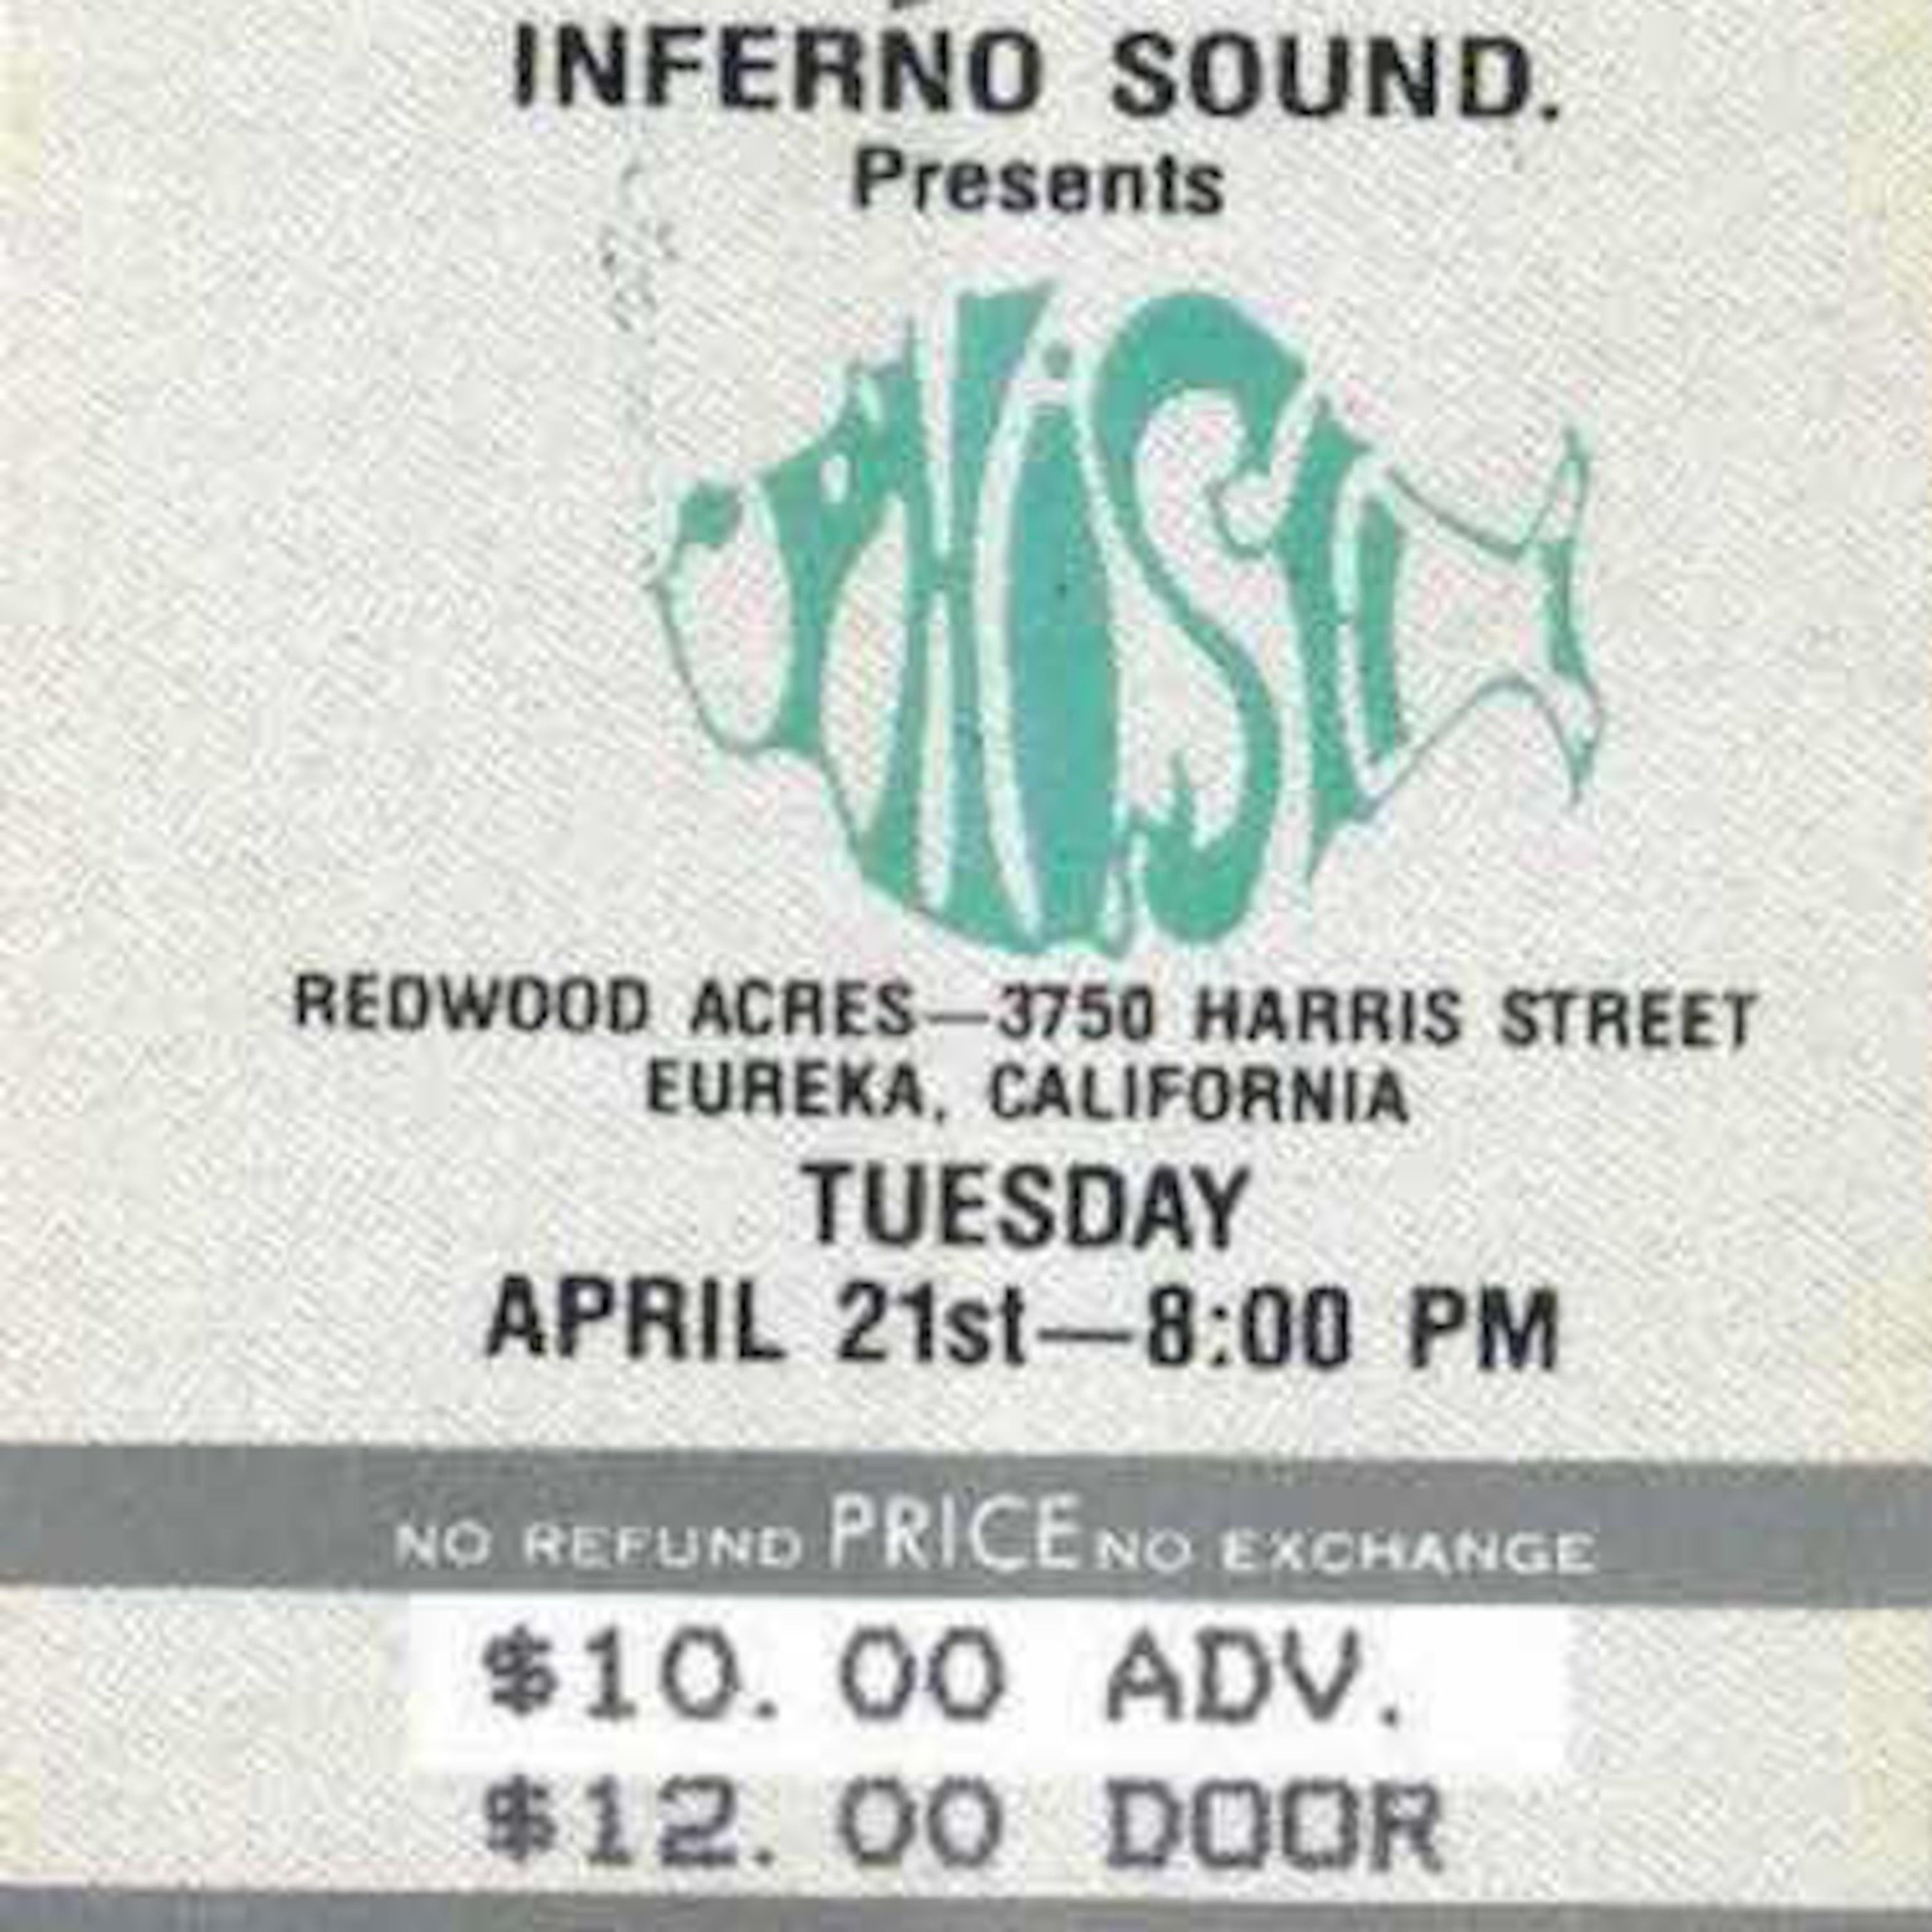 INFERNO SOUND.
Presents
PHiSH
REDWOOD ACRES—3750 HARRIS STREET
EUREKA, CALIFORNIA
TUESDAY
APRIL 21st—8:00 PM
NO REFUND PRICE NO EXCHANGE
$10.00 ADV.
$12.00 DOOR